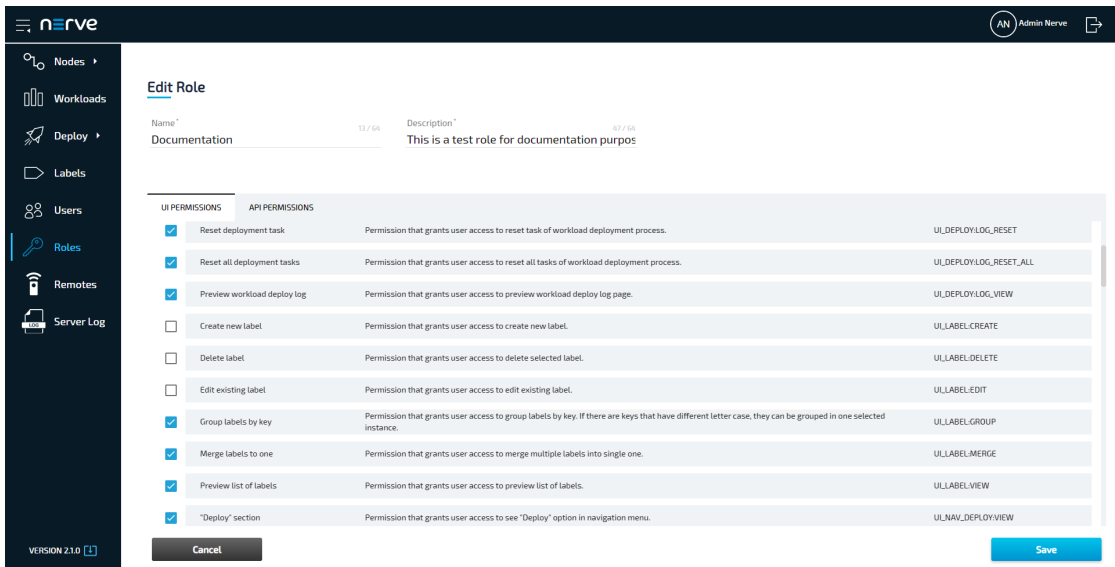 nerve
AN Admin Nerve
Nodes
Workloads
Deploy
Labels
Users
Roles
Remotes
LOG Server Log
VERSION 2.1.0
Edit Role
Name* 13 / 64 Description*
Documentation This is a test role for documentation purpos
UI PERMISSIONS API PERMISSIONS
Reset deployment task Permission that grants user access to reset task of workload deployment process. UI_DEPLOY:LOG_RESET
Reset all deployment tasks Permission that grants user access to reset all tasks of workload deployment process. UI_DEPLOY:LOG_RESET_ALL
Preview workload deploy log Permission that grants user access to preview workload deploy log page. UI_DEPLOY:LOG_VIEW
Create new label Permission that grants user access to create new label. UI_LABEL:CREATE
Delete label Permission that grants user access to delete selected label. UI_LABEL:DELETE
Edit existing label Permission that grants user access to edit existing label. UI_LABEL:EDIT
Group labels by key Permission that grants user access to group labels by key. If there are keys that have different letter case, they can be grouped in one selected UI_LABEL:GROUP
instance.
Merge labels to one Permission that grants user access to merge multiple labels into single one. UI_LABEL:MERGE
Preview list of labels Permission that grants user access to preview list of labels. UI_LABEL:VIEW
"Deploy" section Permission that grants user access to see "Deploy" option in navigation menu. UI_NAV_DEPLOY:VIEW
Cancel Save